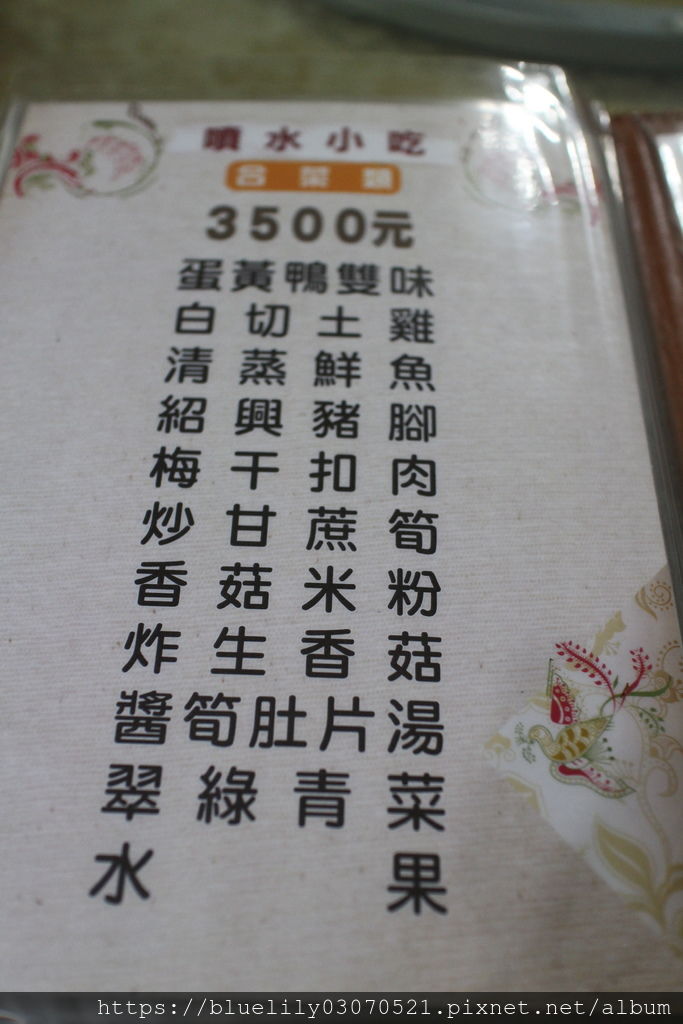 噴水小吃
合菜類
3500元
蛋黃鴨雙味
白切土雞
清蒸鮮魚
紹興豬腳
梅干扣肉
炒甘蔗筍
香菇米粉
炸生香菇
醬筍肚片湯
翠綠青菜
水果
https://bluelily03070521.pixnet.net/album